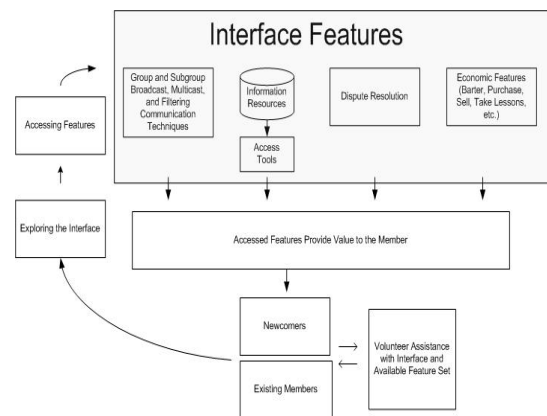 Interface Features
Group and Subgroup
Broadcast, Multicast,
and Filtering
Communication
Techniques
Information
Resources
Access
Tools
Dispute Resolution
Economic Features
(Barter, Purchase,
Sell, Take Lessons,
etc.)
Accessing Features
Exploring the Interface
Accessed Features Provide Value to the Member
Newcomers
Existing Members
Volunteer Assistance
with Interface and
Available Feature Set